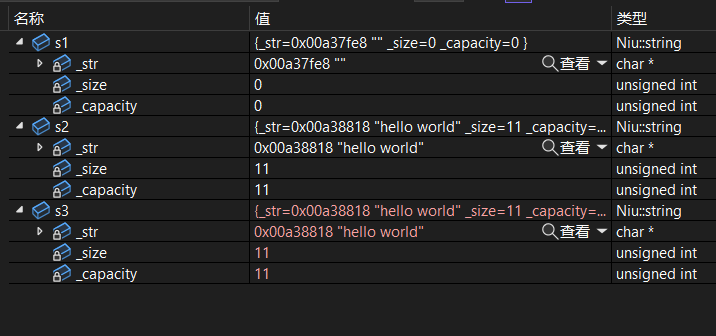 名称 值 类型
s1 {_str=0x00a37fe8 "" _size=0 _capacity=0 } Niu::string
_str 0x00a37fe8 "" 查看 char *
_size 0 unsigned int
_capacity 0 unsigned int
s2 {_str=0x00a38818 "hello world" _size=11 _capacity=... Niu::string
_str 0x00a38818 "hello world" 查看 char *
_size 11 unsigned int
_capacity 11 unsigned int
s3 {_str=0x00a38818 "hello world" _size=11 _capacity=... Niu::string
_str 0x00a38818 "hello world" 查看 char *
_size 11 unsigned int
_capacity 11 unsigned int